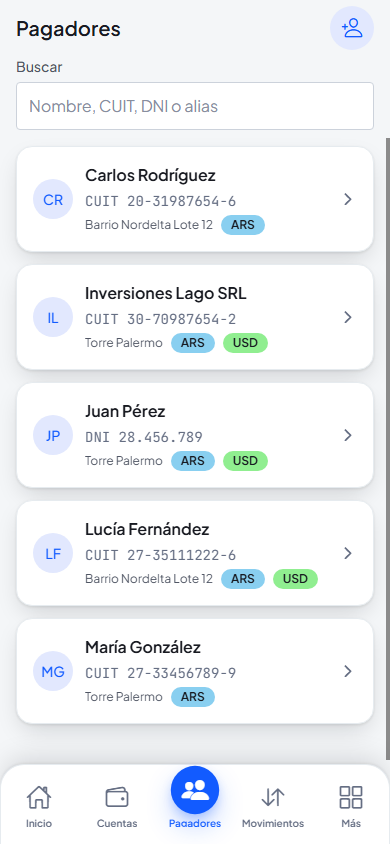 Pagadores
Buscar
Nombre, CUIT, DNI o alias
CR
Carlos Rodríguez
CUIT 20-31987654-6
Barrio Nordelta Lote 12 ARS
IL
Inversiones Lago SRL
CUIT 30-70987654-2
Torre Palermo ARS USD
JP
Juan Pérez
DNI 28.456.789
Torre Palermo ARS USD
LF
Lucía Fernández
CUIT 27-35111222-6
Barrio Nordelta Lote 12 ARS USD
MG
María González
CUIT 27-33456789-9
Torre Palermo ARS
Inicio Cuentas Pagadores Movimientos Más